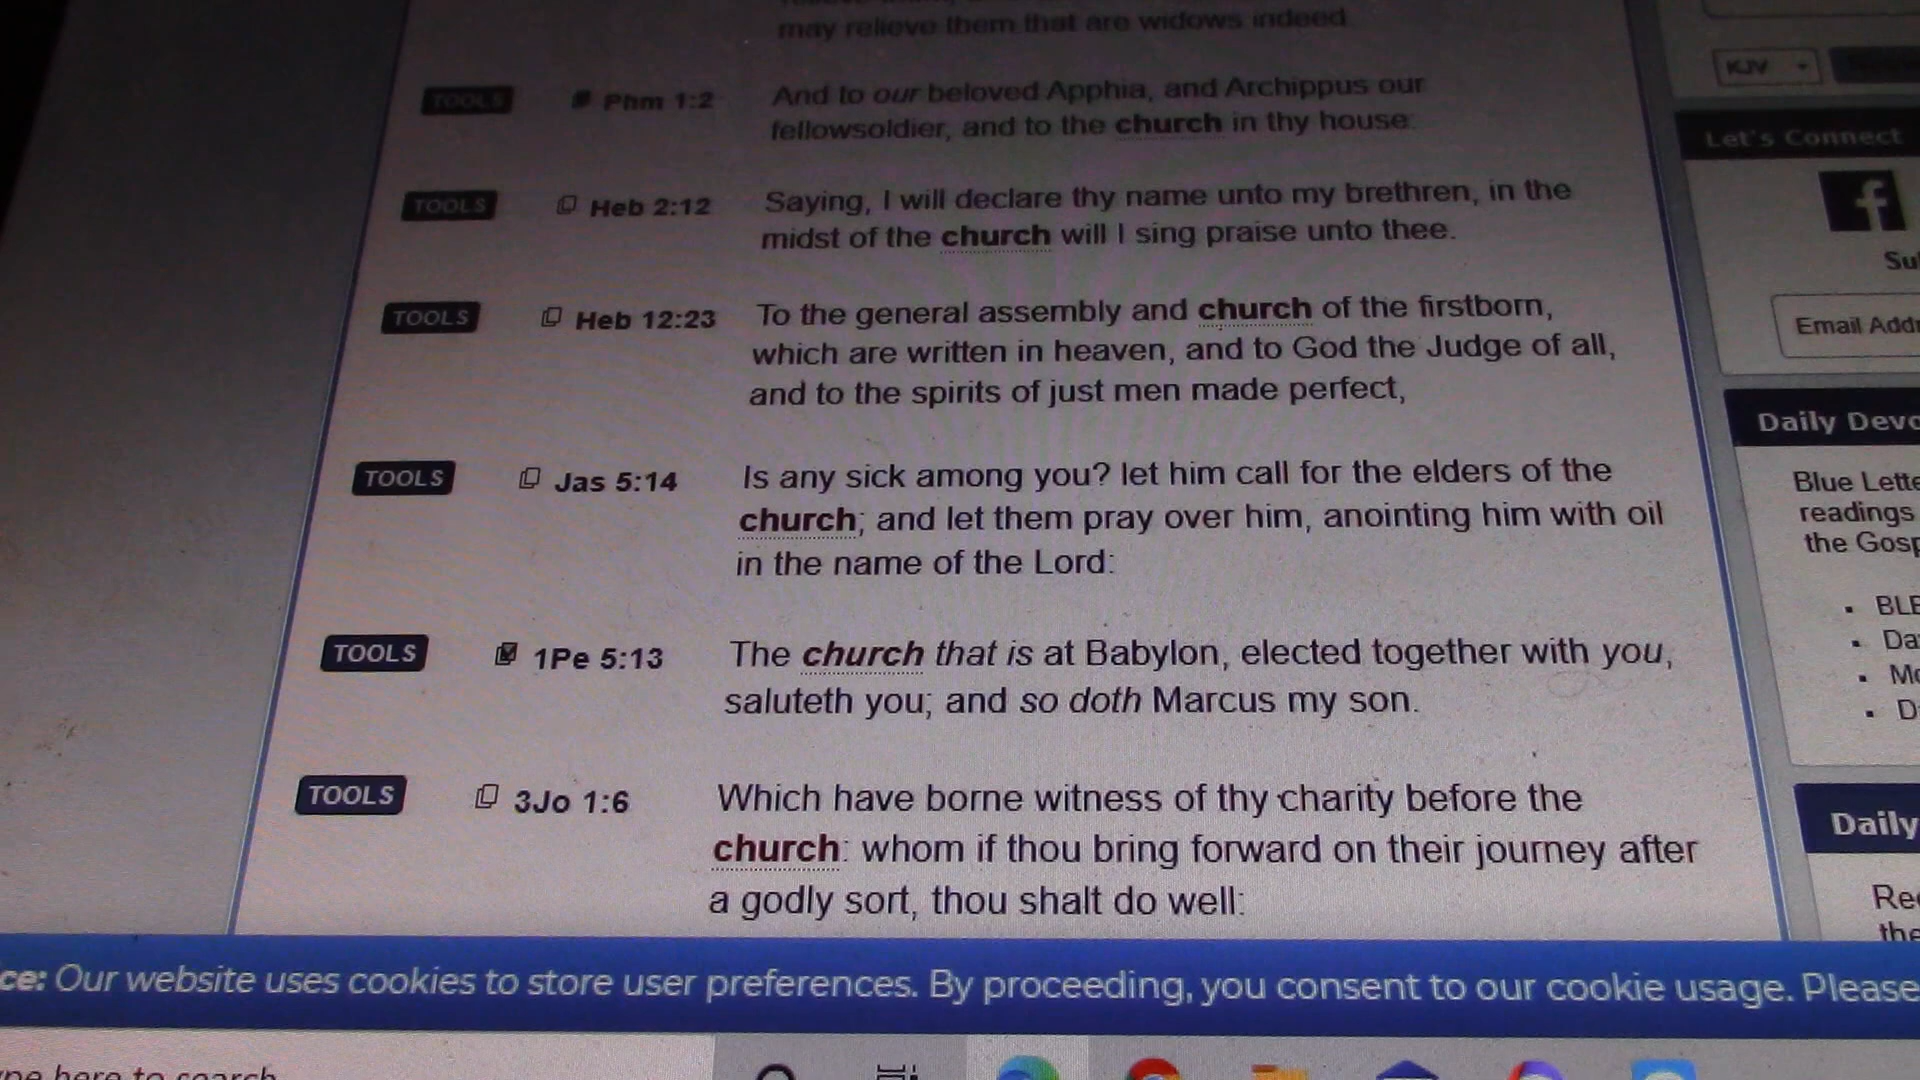 may relieve them that are widows indeed
KJV
TOOLS Phm 1:2 And to our beloved Apphia, and Archippus our
fellowsoldier, and to the church in thy house:
Let's Connect
TOOLS Heb 2:12 Saying, I will declare thy name unto my brethren, in the
midst of the church will I sing praise unto thee.
f
TOOLS Heb 12:23 To the general assembly and church of the firstborn,
which are written in heaven, and to God the Judge of all,
and to the spirits of just men made perfect,
Email
Daily
TOOLS Jas 5:14 Is any sick among you? let him call for the elders of the
church; and let them pray over him, anointing him with oil
in the name of the Lord:
Blue
readings
the
TOOLS 1Pe 5:13 The church that is at Babylon, elected together with you,
saluteth you; and so doth Marcus my son.
TOOLS 3Jo 1:6 Which have borne witness of thy charity before the
church: whom if thou bring forward on their journey after
a godly sort, thou shalt do well:
Daily
Our website uses cookies to store user preferences. By proceeding, you consent to our cookie usage. Please
here to search